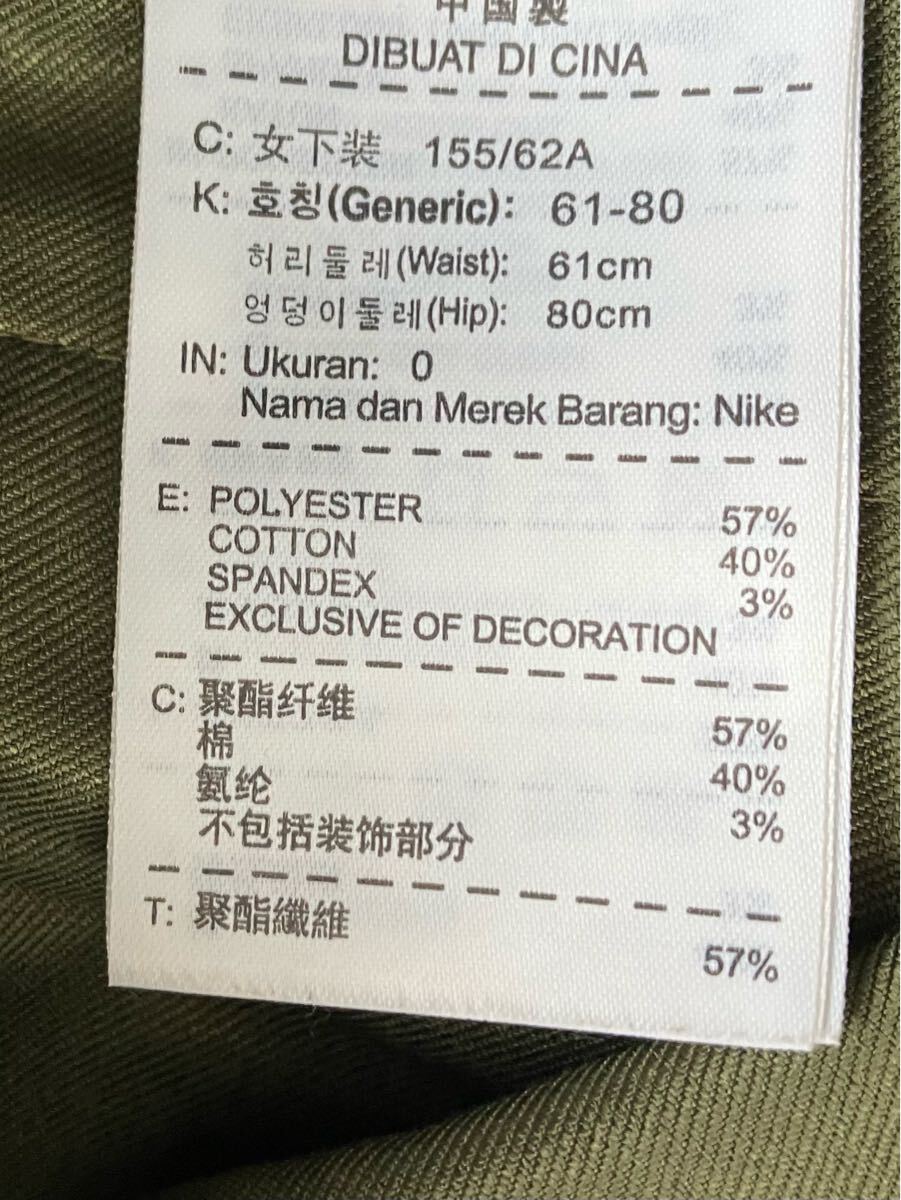 中国製
DIBUAT DI CINA
C: 女下装 155/62A
K: 호칭(Generic): 61-80
허리둘레(Waist): 61cm
엉덩이둘레(Hip): 80cm
IN: Ukuran: 0
Nama dan Merek Barang: Nike
E: POLYESTER 57%
COTTON 40%
SPANDEX 3%
EXCLUSIVE OF DECORATION
C: 聚酯纤维 57%
棉 40%
氨纶 3%
不包括装饰部分
T: 聚酯纖維 57%